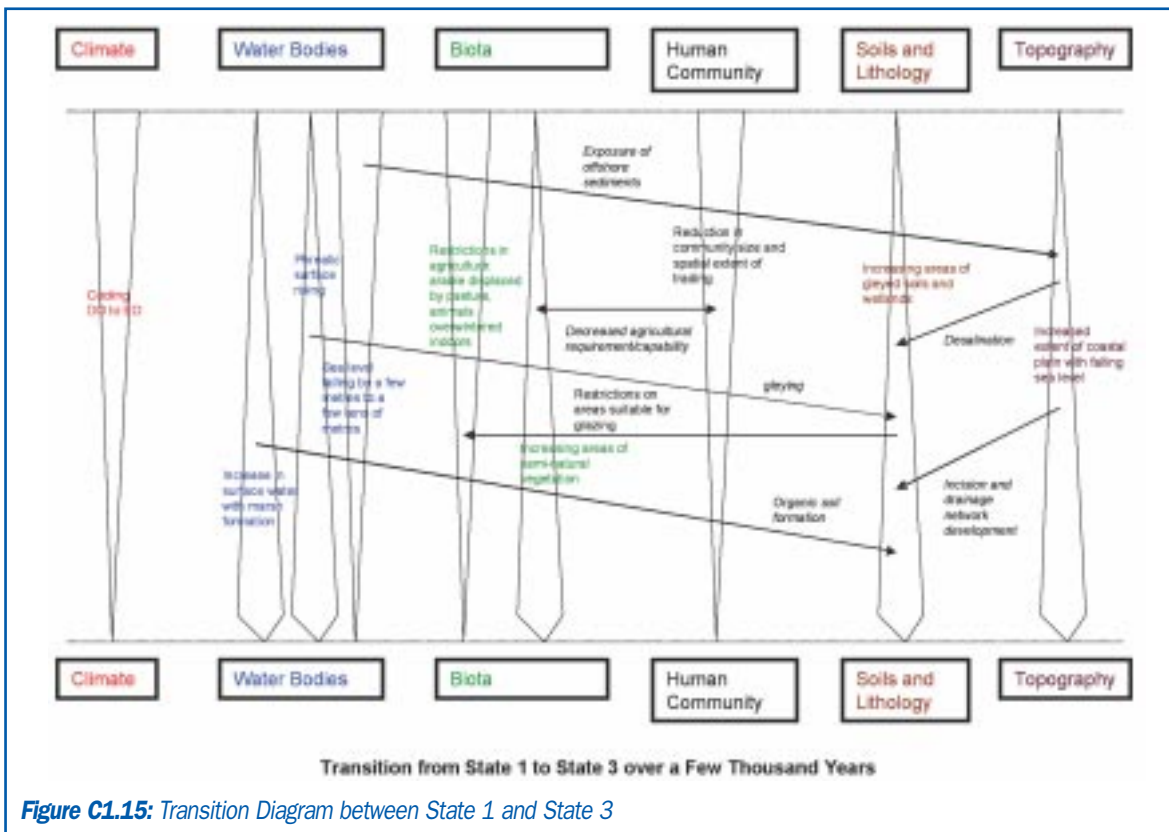 Climate
Water Bodies
Biota
Human
Community
Soils and
Lithology
Topography
Exposure of
offshore
sediments
Reduction in
community size and
spatial extent of
trading
Phreatic
surface
rising
Restrictions in
agriculture,
arable displaced
by pasture,
animals
overwintered
indoors
Increasing areas of
gleyed soils and
wetlands
Cooling
to
Decreased agricultural
requirement/capability
Desalination
Increased
extent of coastal
plain with falling
sea level
Sea level
falling by a few
metres to a
few tens of
metres
gleying
Restrictions on
areas suitable for
glazing
Increasing areas of
semi-natural
vegetation
Increase in
surface water
with marsh
formation
Organic soil
formation
Incision and
drainage
network
development
Climate
Water Bodies
Biota
Human
Community
Soils and
Lithology
Topography
Transition from State 1 to State 3 over a Few Thousand Years
Figure C1.15: Transition Diagram between State 1 and State 3